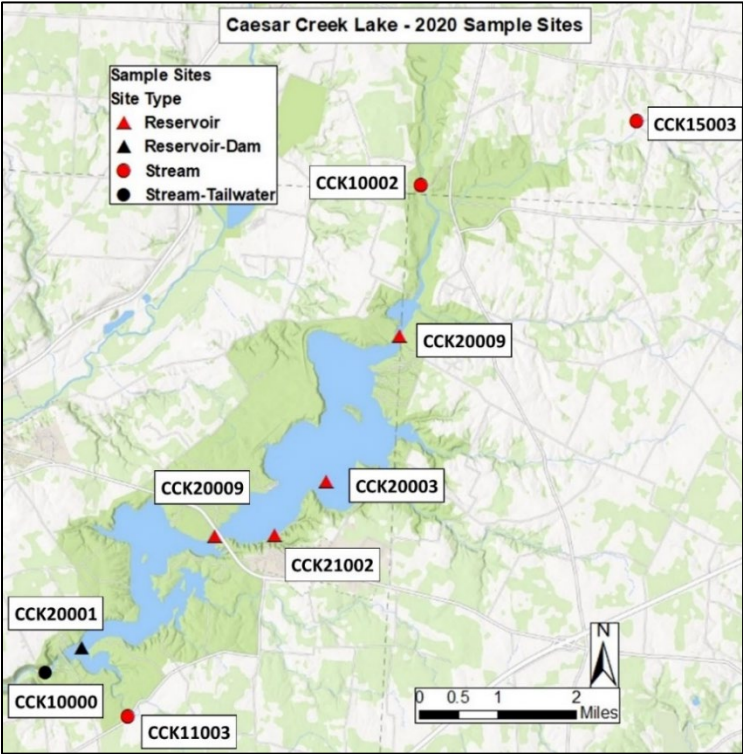 Caesar Creek Lake - 2020 Sample Sites
Sample Sites
Site Type
Reservoir
Reservoir-Dam
Stream
Stream-Tailwater
CCK15003
CCK10002
CCK20009
CCK20009
CCK20003
CCK21002
CCK20001
CCK10000
CCK11003
N
0 0.5 1 2
Miles